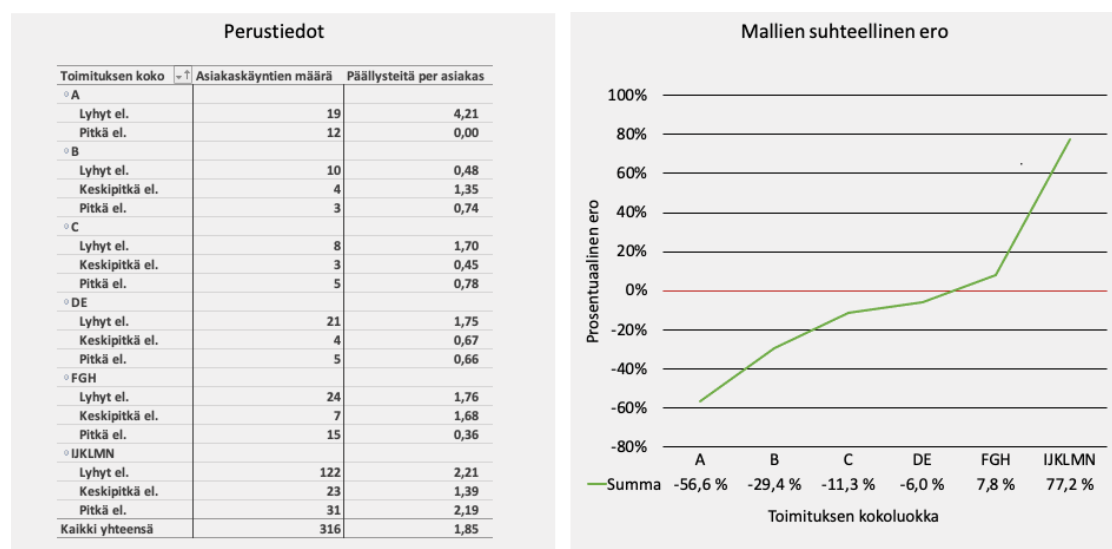 Perustiedot
Toimituksen koko Asiakaskäyntien määrä Päällysteitä per asiakas
A
Lyhyt el. 19 4,21
Pitkä el. 12 0,00
B
Lyhyt el. 10 0,48
Keskipitkä el. 4 1,35
Pitkä el. 3 0,74
C
Lyhyt el. 8 1,70
Keskipitkä el. 3 0,45
Pitkä el. 5 0,78
DE
Lyhyt el. 21 1,75
Keskipitkä el. 4 0,67
Pitkä el. 5 0,66
FGH
Lyhyt el. 24 1,76
Keskipitkä el. 7 1,68
Pitkä el. 15 0,36
IJKLMN
Lyhyt el. 122 2,21
Keskipitkä el. 23 1,39
Pitkä el. 31 2,19
Kaikki yhteensä 316 1,85
Mallien suhteellinen ero
Prosentuaalinen ero
100%
80%
60%
40%
20%
0%
-20%
-40%
-60%
-80%
A B C DE FGH IJKLMN
Summa -56,6 % -29,4 % -11,3 % -6,0 % 7,8 % 77,2 %
Toimituksen kokoluokka